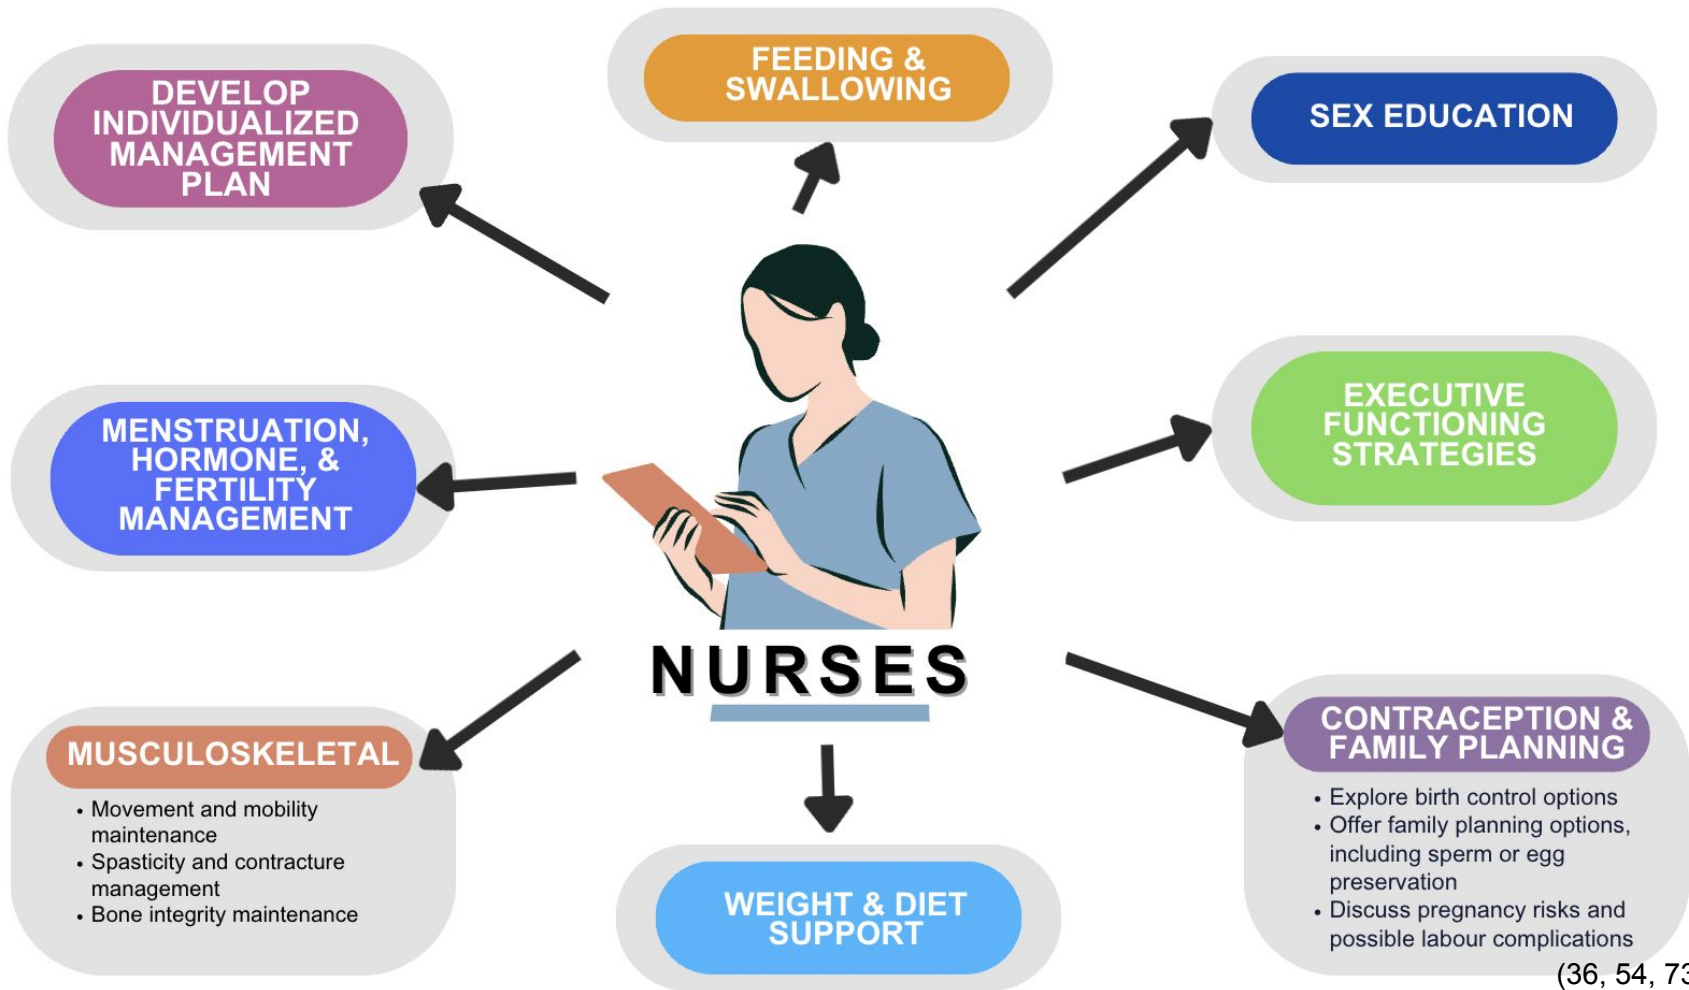 DEVELOP
INDIVIDUALIZED
MANAGEMENT
PLAN
FEEDING &
SWALLOWING
SEX EDUCATION
MENSTRUATION,
HORMONE, &
FERTILITY
MANAGEMENT
EXECUTIVE
FUNCTIONING
STRATEGIES
NURSES
MUSCULOSKELETAL
• Movement and mobility
maintenance
• Spasticity and contracture
management
• Bone integrity maintenance
WEIGHT & DIET
SUPPORT
CONTRACEPTION &
FAMILY PLANNING
• Explore birth control options
• Offer family planning options,
including sperm or egg
preservation
• Discuss pregnancy risks and
possible labour complications
(36, 54, 73